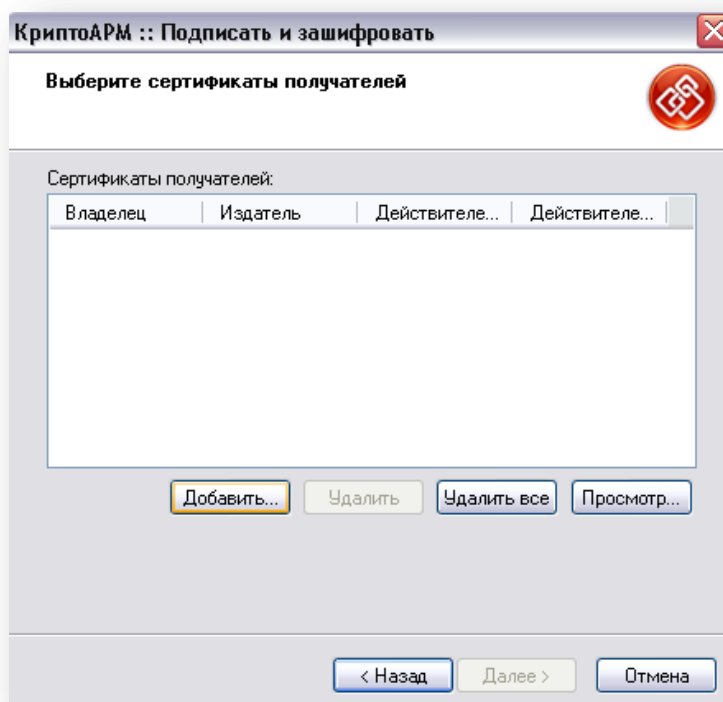 КриптоАРМ :: Подписать и зашифровать
Выберите сертификаты получателей
Сертификаты получателей:
Владелец Издатель Действителе... Действителе...
Добавить... Удалить Удалить все Просмотр...
< Назад Далее > Отмена